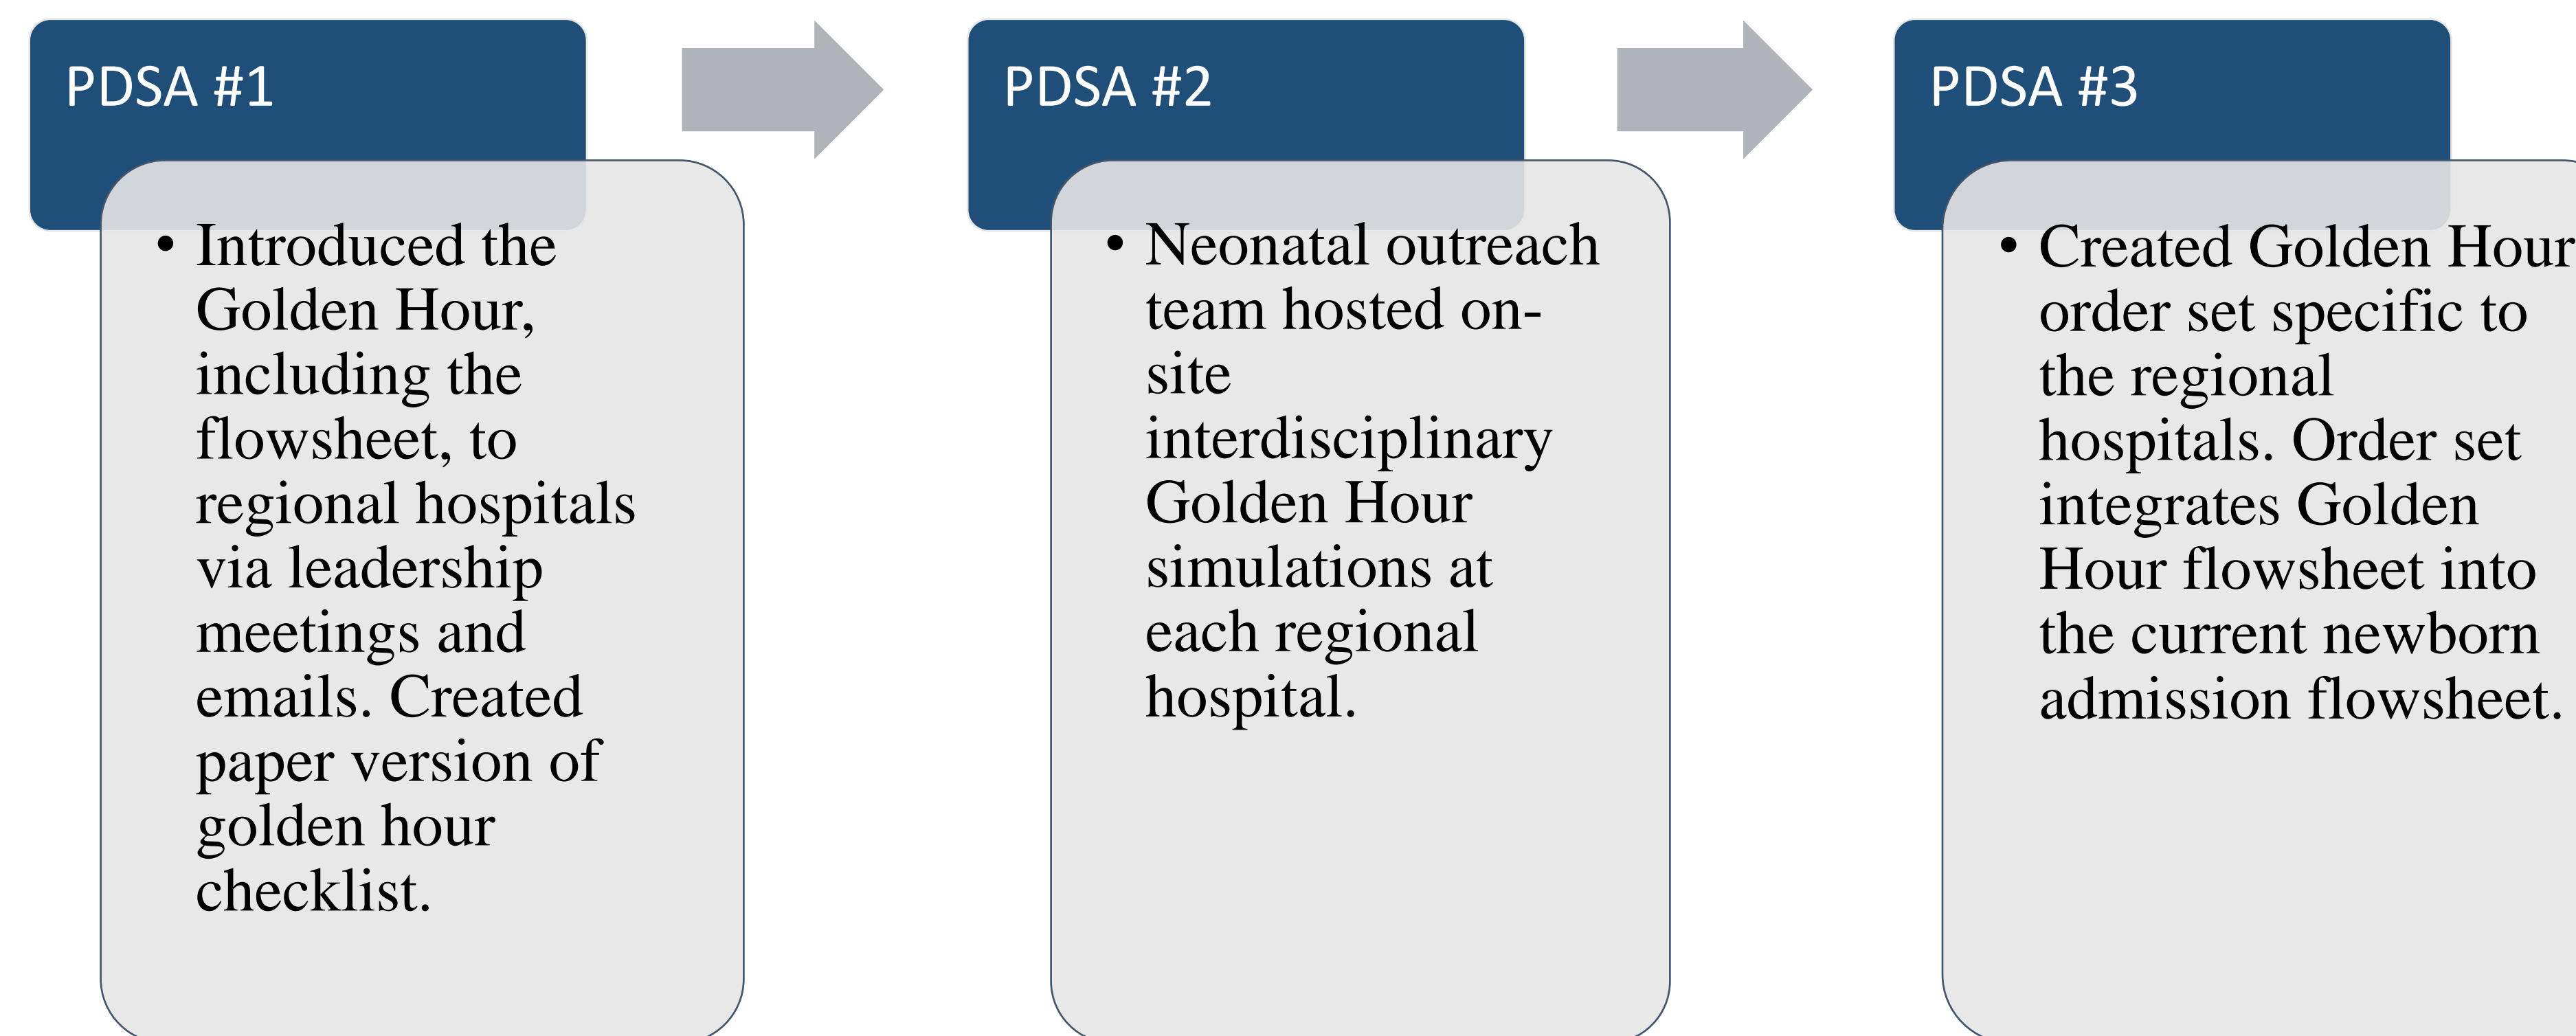 PDSA #1
• Introduced the
Golden Hour,
including the
flowsheet, to
regional hospitals
via leadership
meetings and
emails. Created
paper version of
golden hour
checklist.
PDSA #2
• Neonatal outreach
team hosted on-
site
interdisciplinary
Golden Hour
simulations at
each regional
hospital.
PDSA #3
• Created Golden Hour
order set specific to
the regional
hospitals. Order set
integrates Golden
Hour flowsheet into
the current newborn
admission flowsheet.